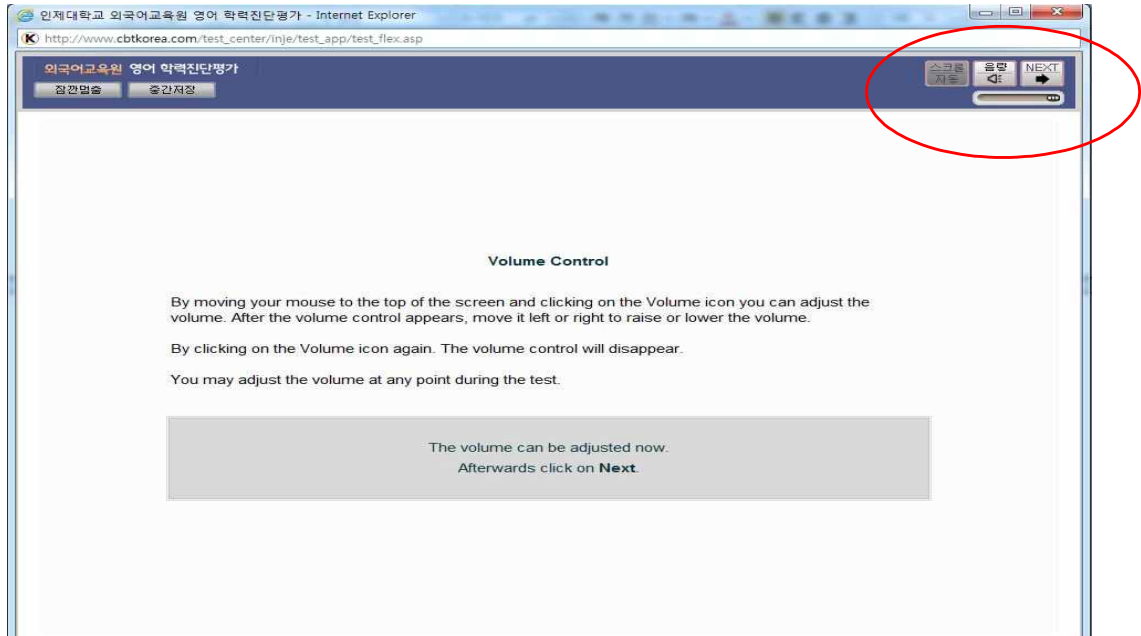 인제대학교 외국어교육원 영어 학력진단평가 - Internet Explorer
http://www.cbtkorea.com/test_center/inje/test_app/test_flex.asp
외국어교육원 영어 학력진단평가
잠깐멈춤 중간저장
스크롤 자동
음량
NEXT
Volume Control
By moving your mouse to the top of the screen and clicking on the Volume icon you can adjust the
volume. After the volume control appears, move it left or right to raise or lower the volume.
By clicking on the Volume icon again. The volume control will disappear.
You may adjust the volume at any point during the test.
The volume can be adjusted now.
Afterwards click on Next.